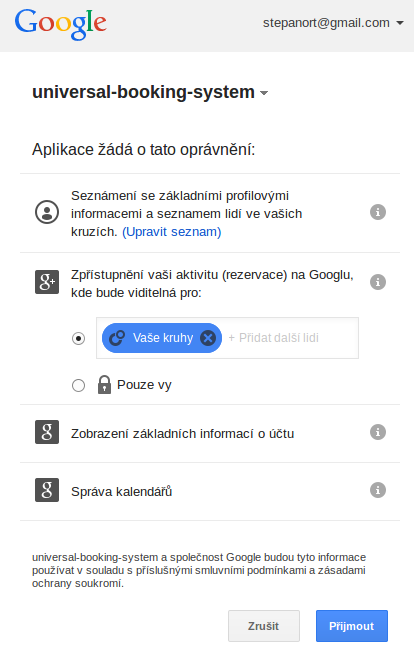 Google
stepanort@gmail.com
universal-booking-system
Aplikace žádá o tato oprávnění:
Seznámení se základními profilovými
informacemi a seznamem lidí ve vašich
kruzích. (Upravit seznam)
Zpřístupnění vaši aktivitu (rezervace) na Googlu,
kde bude viditelná pro:
Vaše kruhy + Přidat další lidi
Pouze vy
Zobrazení základních informací o účtu
Správa kalendářů
universal-booking-system a společnost Google budou tyto informace
používat v souladu s příslušnými smluvními podmínkami a zásadami
ochrany soukromí.
Zrušit Přijmout